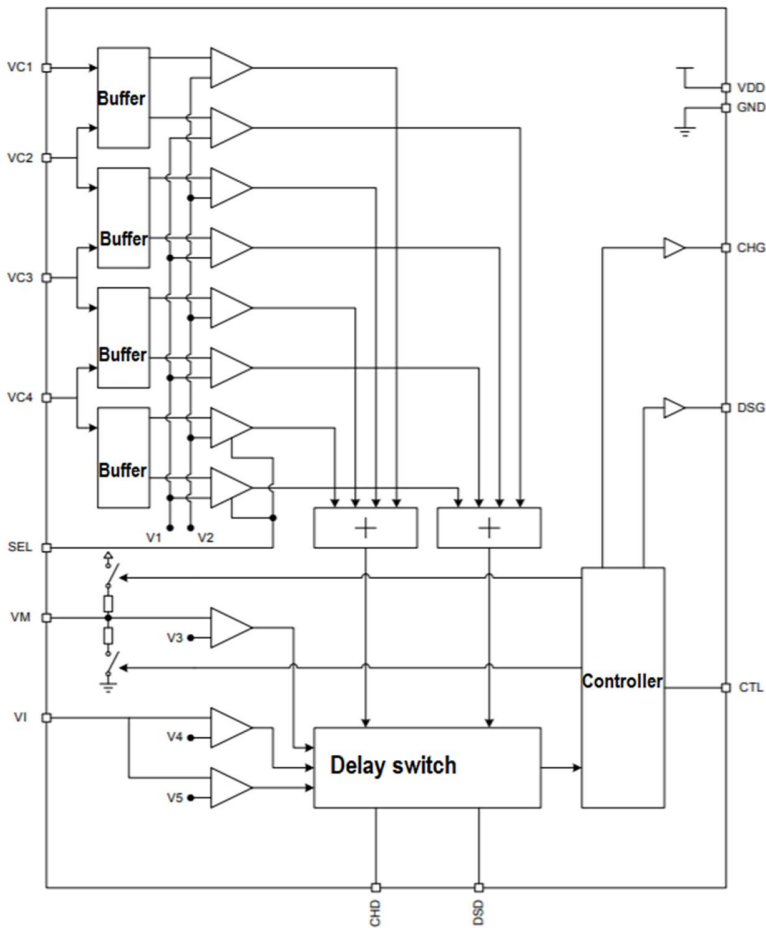 VC1
Buffer
VDD
GND
VC2
Buffer
CHG
VC3
Buffer
VC4
DSG
Buffer
V1 V2
+ +
SEL
VM
V3
Controller
CTL
VI
V4
Delay switch
V5
CHD
DSD